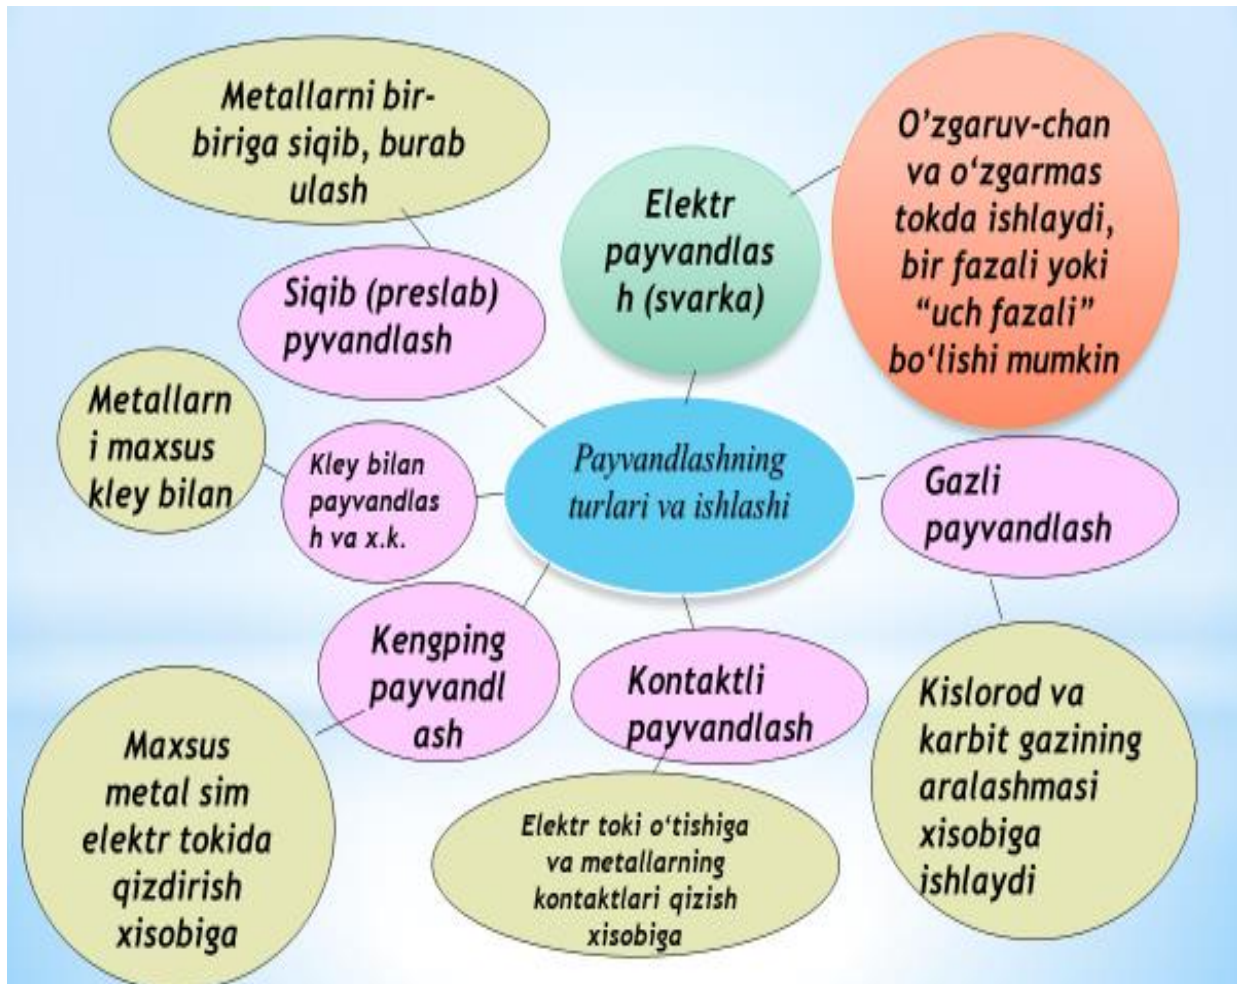 Metallarni bir-
biriga siqib, burab
ulash
O’zgaruv-chan
va o‘zgarmas
tokda ishlaydi,
bir fazali yoki
“uch fazali”
bo‘lishi mumkin
Elektr
payvandlas
h (svarka)
Siqib (preslab)
pyvandlash
Metallarn
i maxsus
kley bilan
Kley bilan
payvandlas
h va x.k.
Payvandlashning
turlari va ishlashi
Gazli
payvandlash
Kengping
payvandl
ash
Kontaktli
payvandlash
Kislorod va
karbit gazining
aralashmasi
xisobiga
ishlaydi
Maxsus
metal sim
elektr tokida
qizdirish
xisobiga
Elektr toki o‘tishiga
va metallarning
kontaktlari qizish
xisobiga